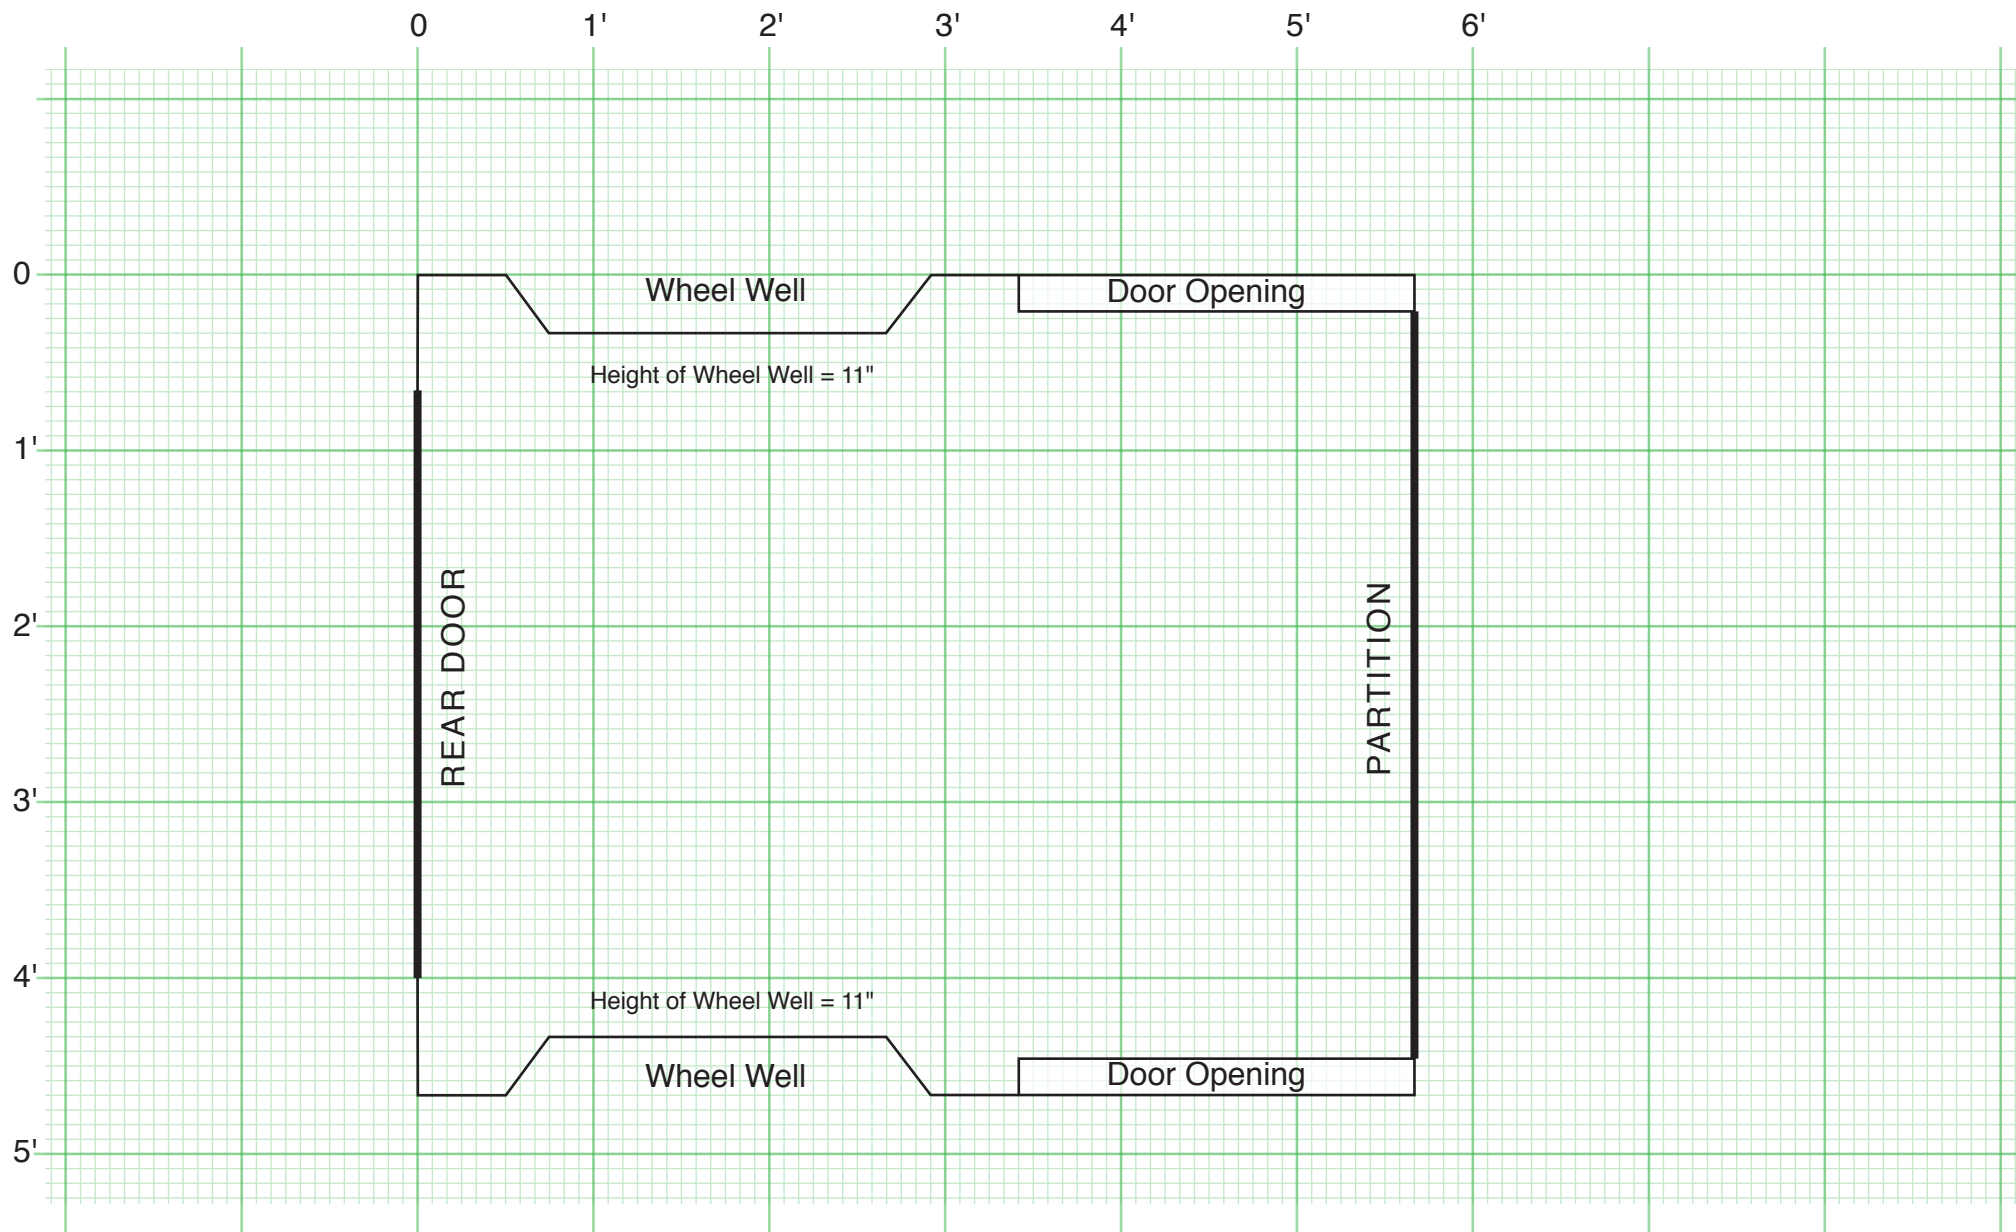 0 1' 2' 3' 4' 5' 6'
0
Wheel Well
Door Opening
Height of Wheel Well = 11"
1'
REAR DOOR
PARTITION
2'
3'
4'
Height of Wheel Well = 11"
Wheel Well
Door Opening
5'